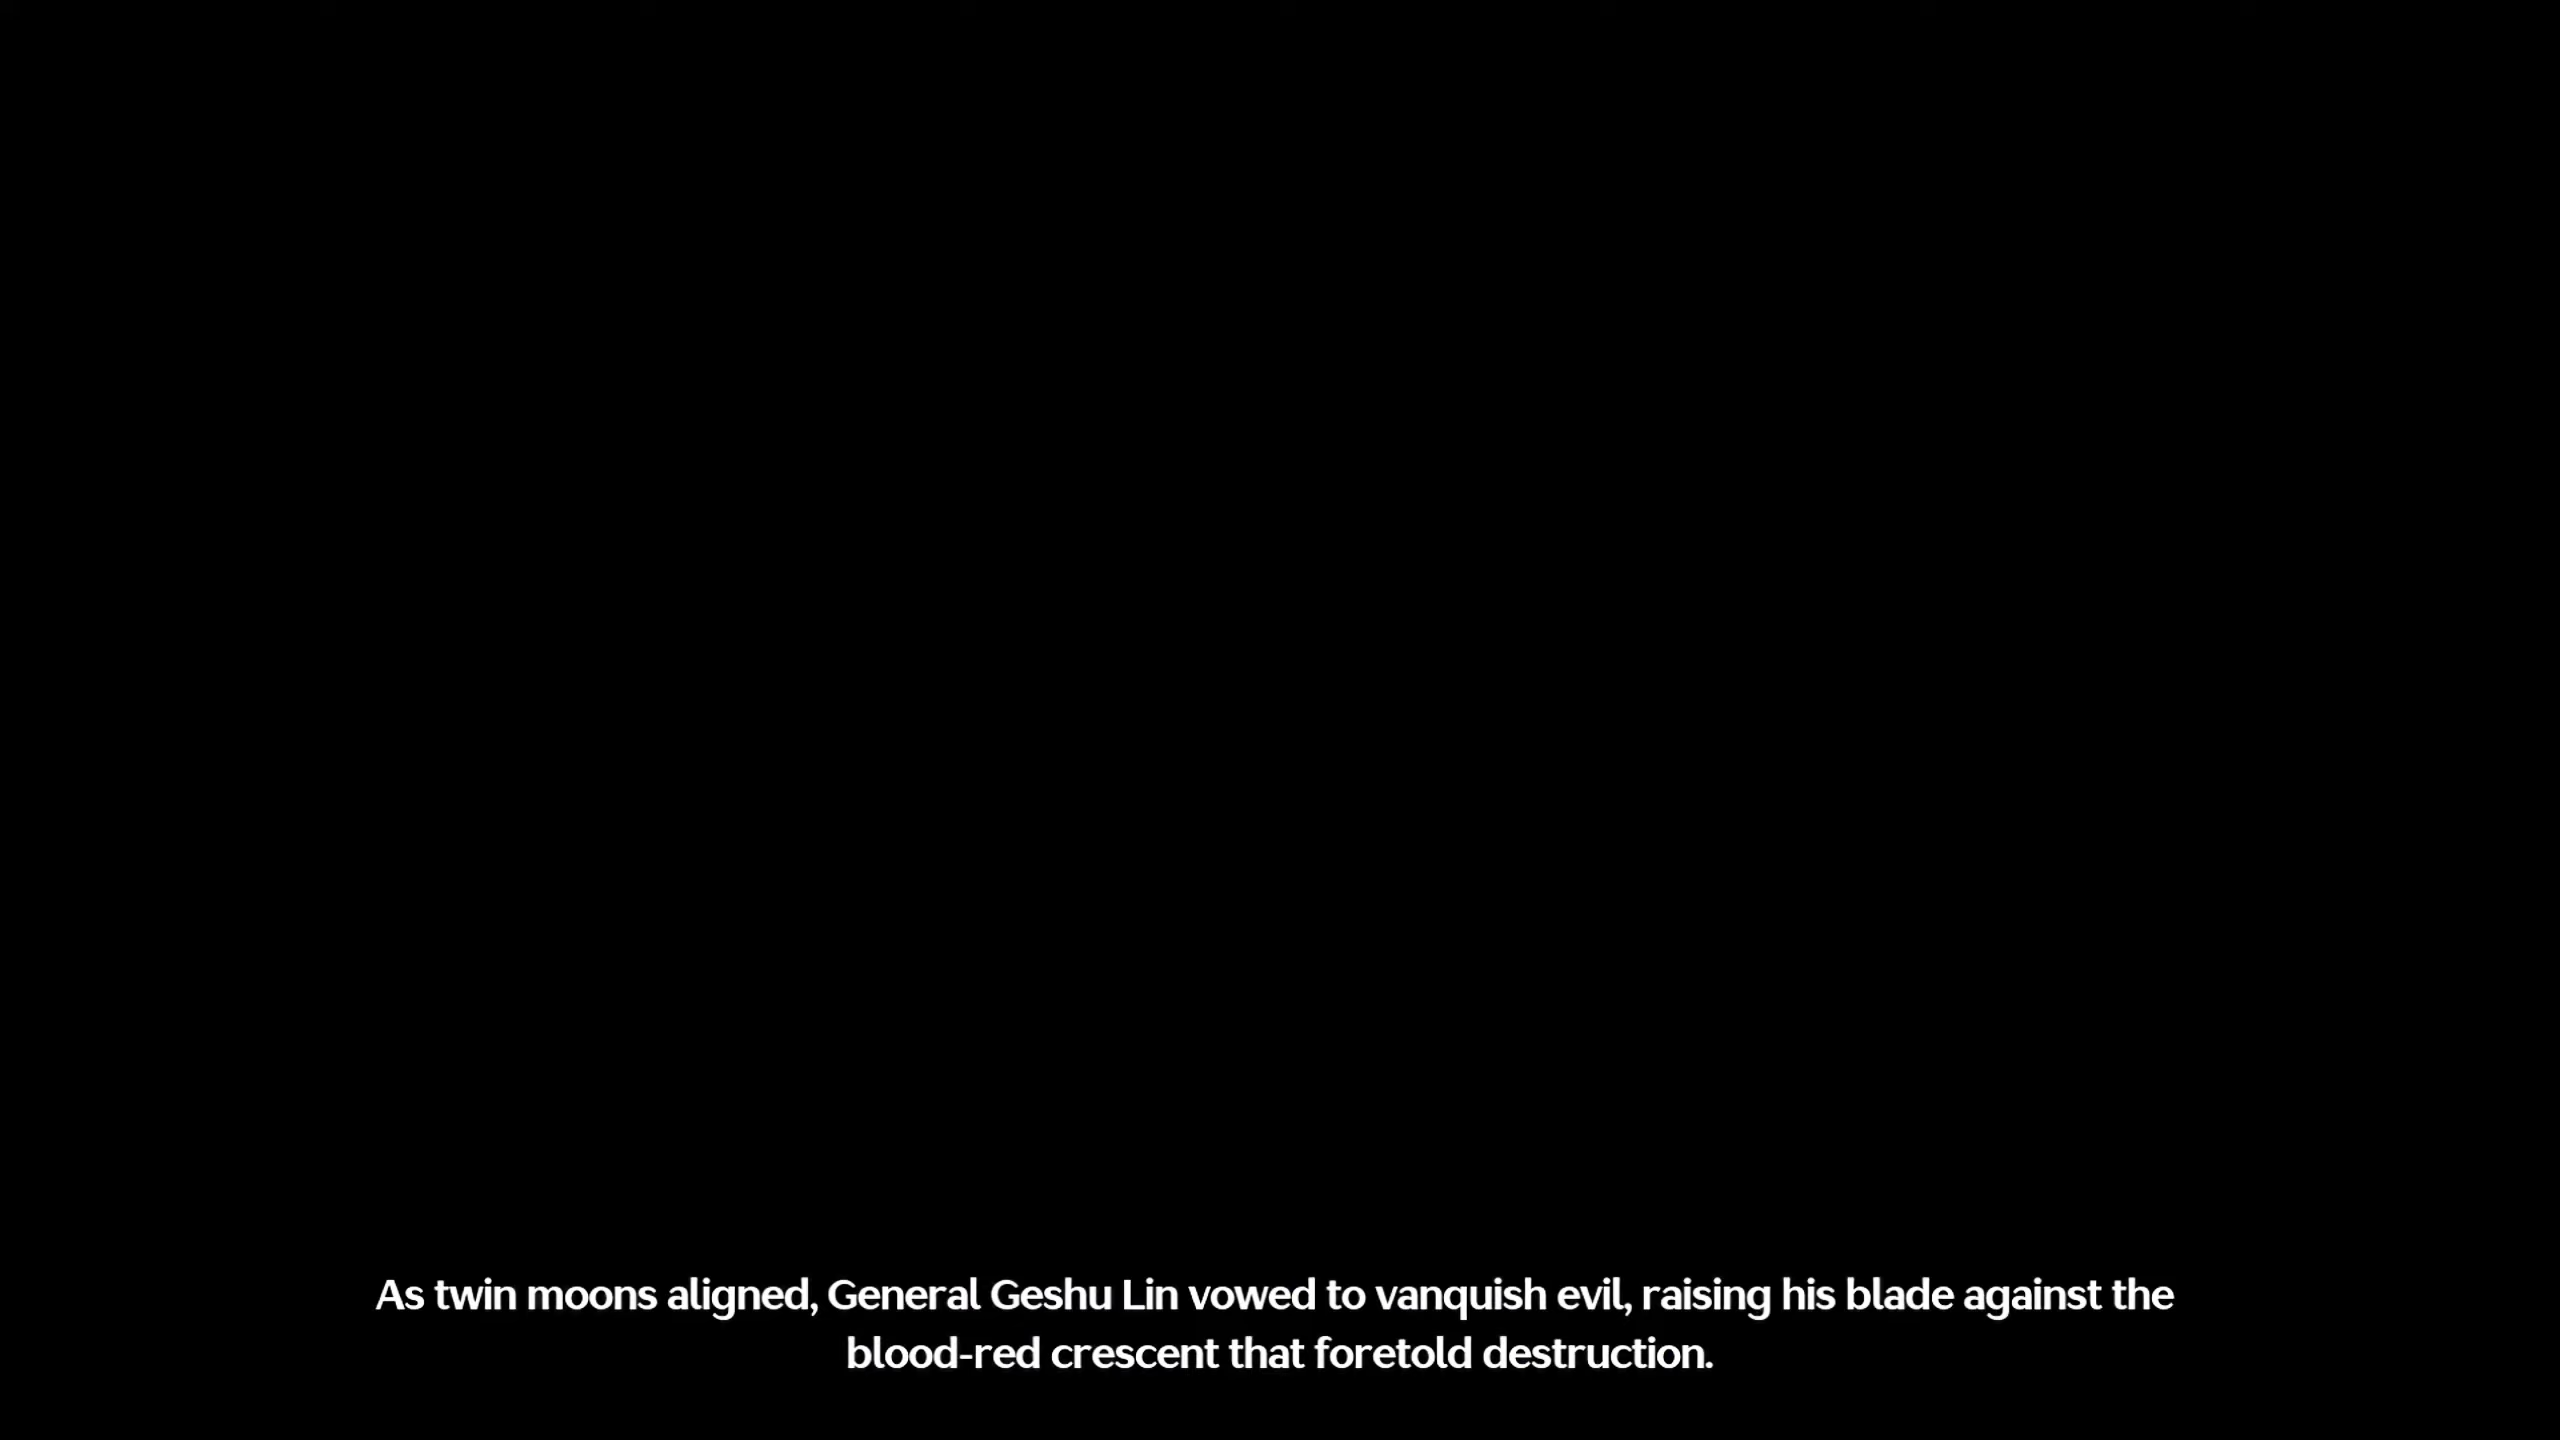 As twin moons aligned, General Geshu Lin vowed to vanquish evil, raising his blade against the
blood-red crescent that foretold destruction.